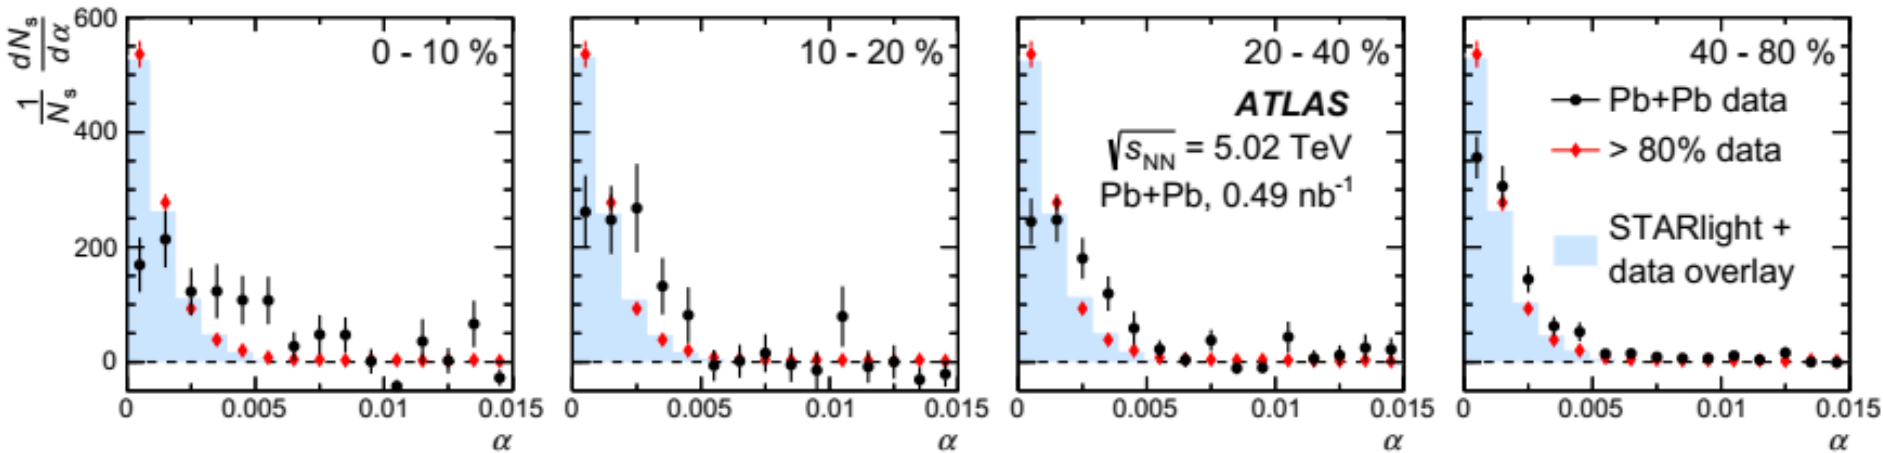 1/N_s dN_s/dα
600
400
200
0
0 - 10 %
0 0.005 0.01 0.015
α
10 - 20 %
0 0.005 0.01 0.015
α
20 - 40 %
ATLAS
√s_NN = 5.02 TeV
Pb+Pb, 0.49 nb⁻¹
0 0.005 0.01 0.015
α
40 - 80 %
Pb+Pb data
> 80% data
STARlight +
data overlay
0 0.005 0.01 0.015
α